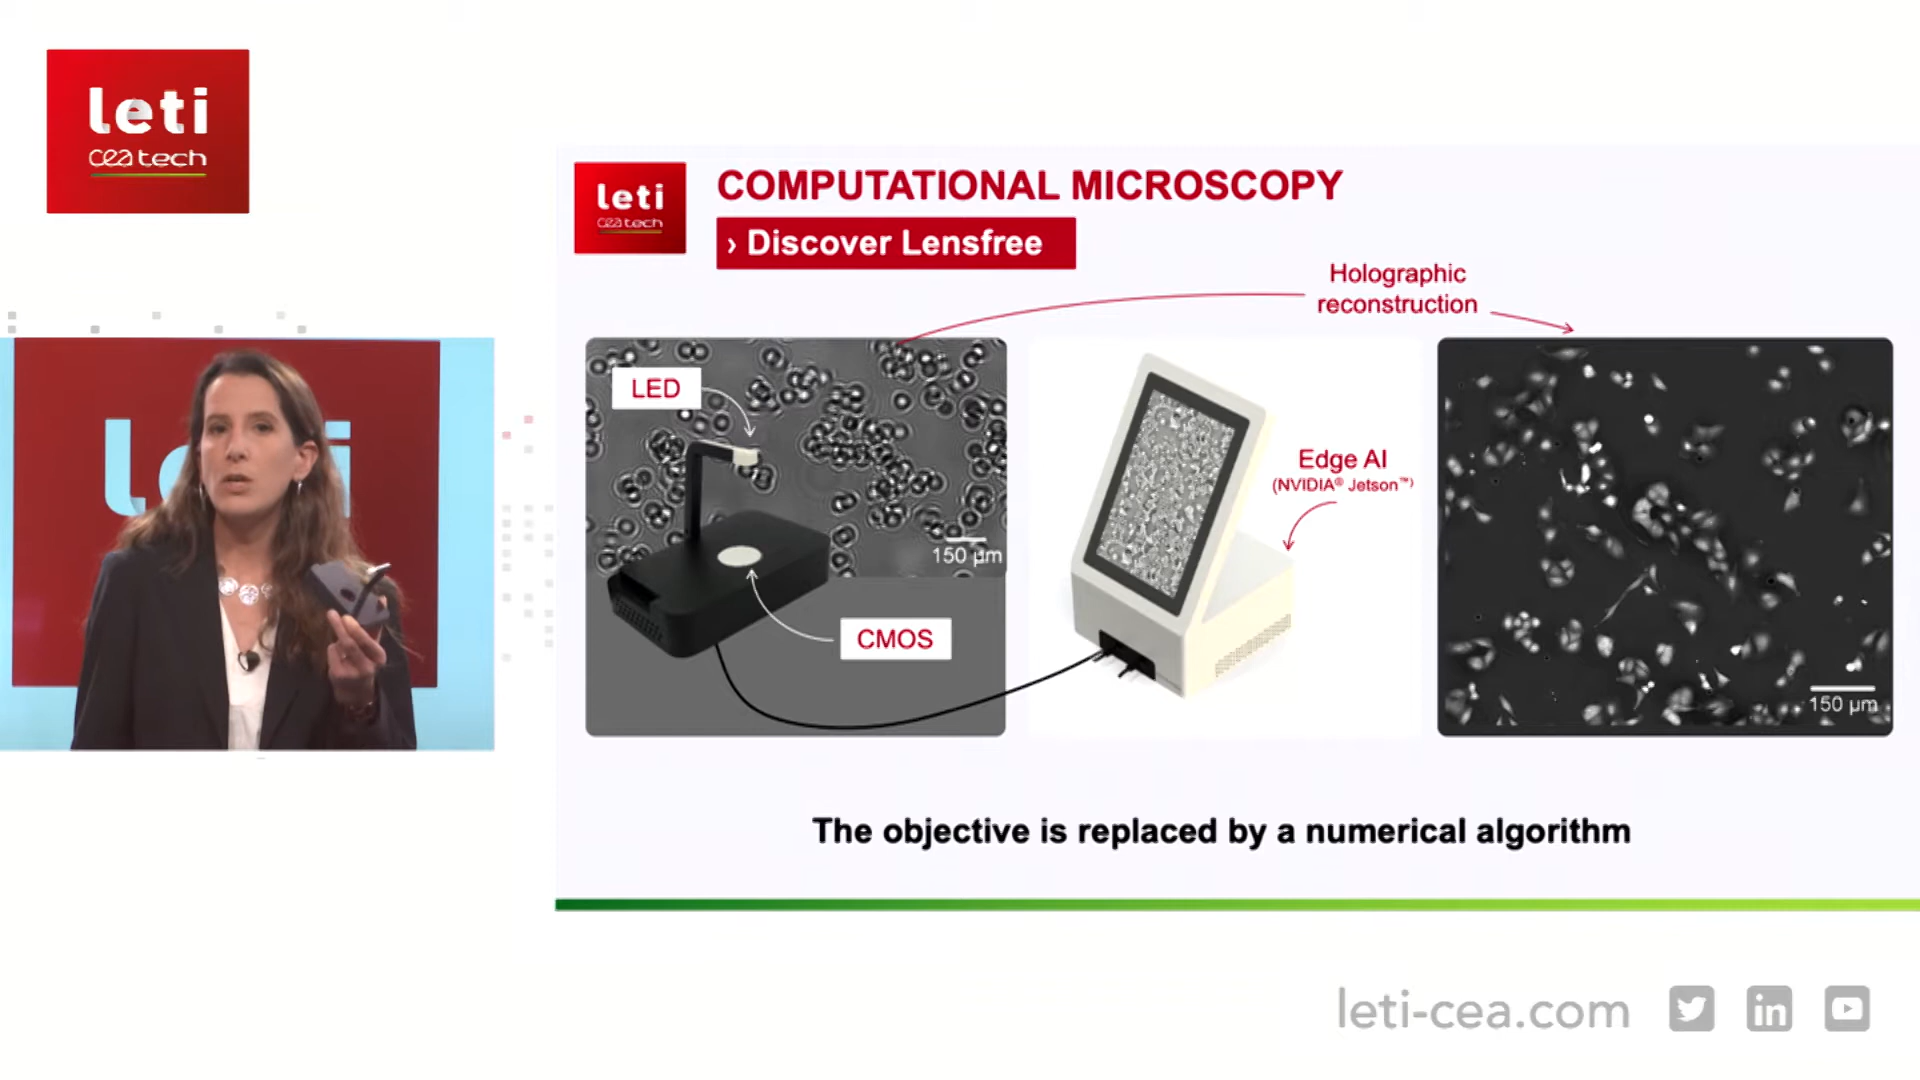 leti
cea tech
leti
cea tech
COMPUTATIONAL MICROSCOPY
› Discover Lensfree
Holographic
reconstruction
LED
150 µm
CMOS
Edge AI
(NVIDIA® Jetson™)
150 µm
The objective is replaced by a numerical algorithm
leti-cea.com
in